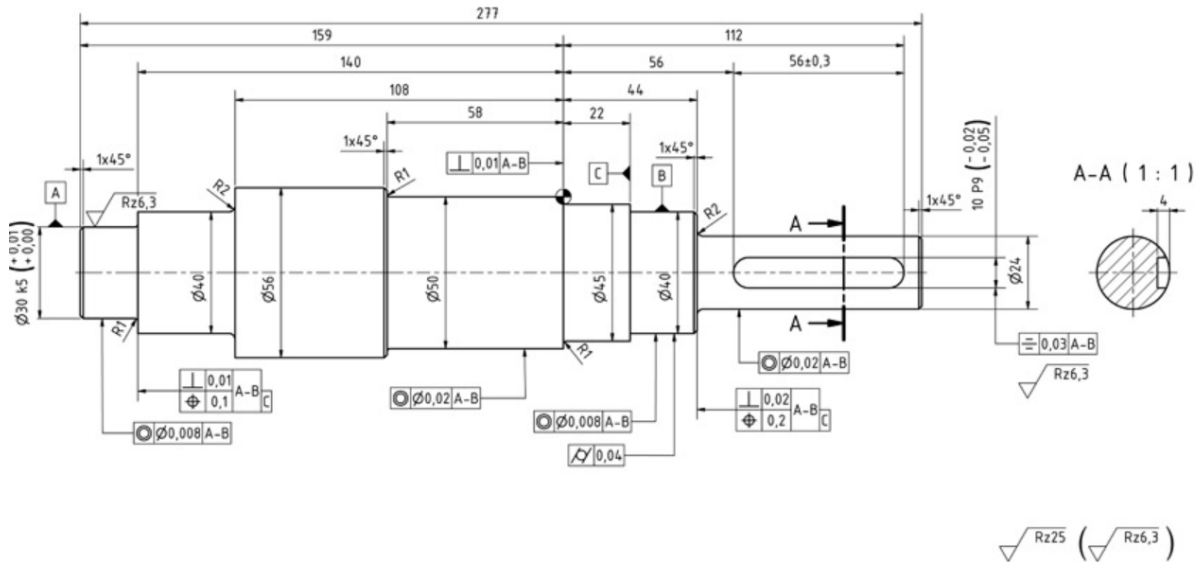 277
159
112
140
56
56±0,3
108
44
58
22
1x45°
1x45°
R1
⊥ 0,01 A-B
C
1x45°
B
1x45°
10 P9 (-0,02 -0,05)
A-A ( 1 : 1 )
4
A
Rz6,3
R2
R2
A
Ø30 k5 (+0,01 +0,00)
Ø40
Ø56
Ø50
Ø45
Ø40
Ø24
R1
R1
A
⌯ 0,03 A-B
Rz6,3
◎ Ø0,02 A-B
⊥ 0,01 A-B
⌖ 0,1 C
◎ Ø0,02 A-B
⊥ 0,02 A-B
⌖ 0,2 C
◎ Ø0,008 A-B
◎ Ø0,008 A-B
⌭ 0,04
Rz25 ( Rz6,3 )